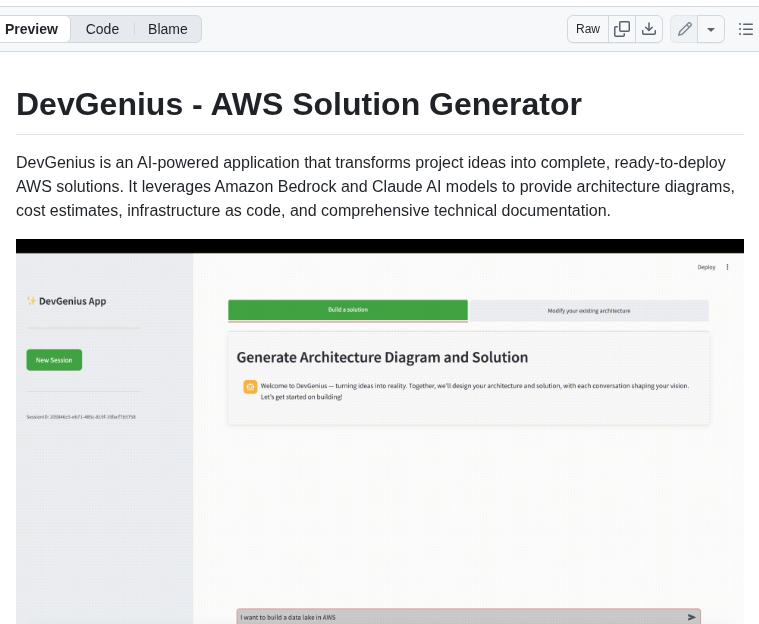 Preview Code Blame Raw
DevGenius - AWS Solution Generator
DevGenius is an AI-powered application that transforms project ideas into complete, ready-to-deploy
AWS solutions. It leverages Amazon Bedrock and Claude AI models to provide architecture diagrams,
cost estimates, infrastructure as code, and comprehensive technical documentation.
Deploy
✨ DevGenius App
Build a solution Modify your existing architecture
New Session
Generate Architecture Diagram and Solution
Welcome to DevGenius — turning ideas into reality. Together, we'll design your architecture and solution, with each conversation shaping your vision.
Let's get started on building!
Session ID:
I want to build a data lake in AWS